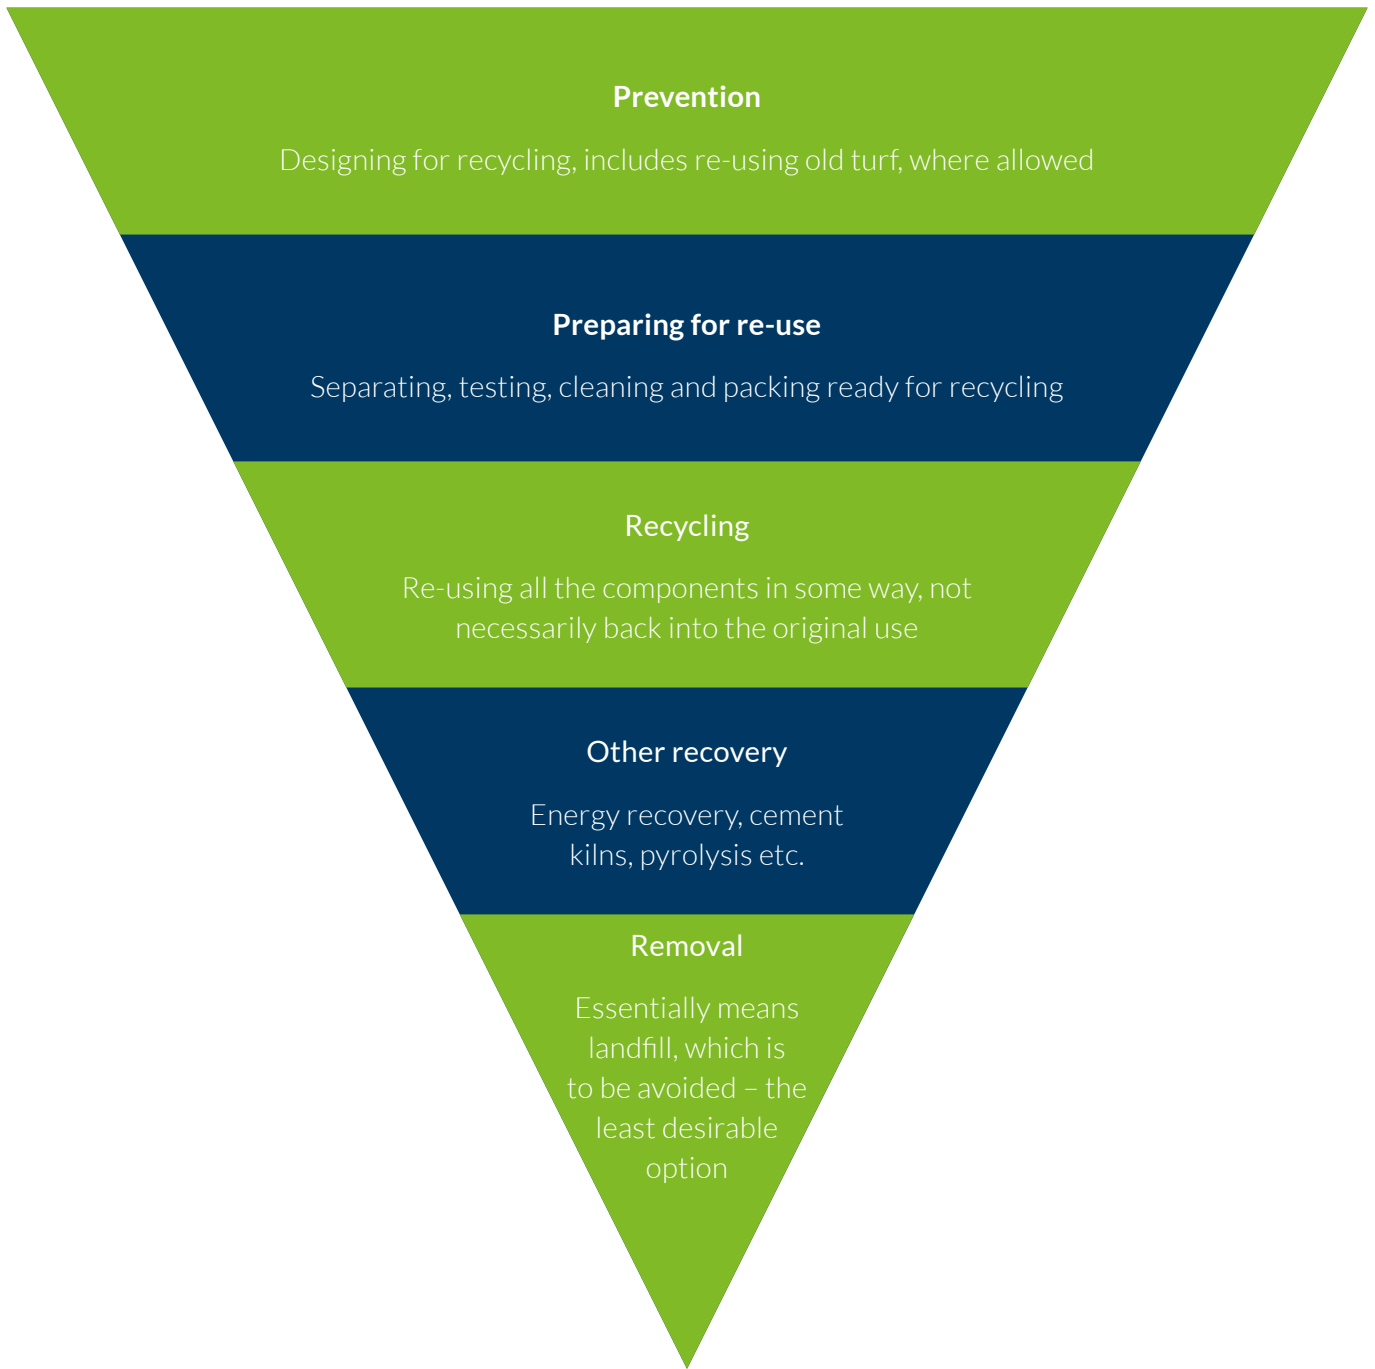 Prevention
Designing for recycling, includes re-using old turf, where allowed
Preparing for re-use
Separating, testing, cleaning and packing ready for recycling
Recycling
Re-using all the components in some way, not
necessarily back into the original use
Other recovery
Energy recovery, cement
kilns, pyrolysis etc.
Removal
Essentially means
landfill, which is
to be avoided – the
least desirable
option